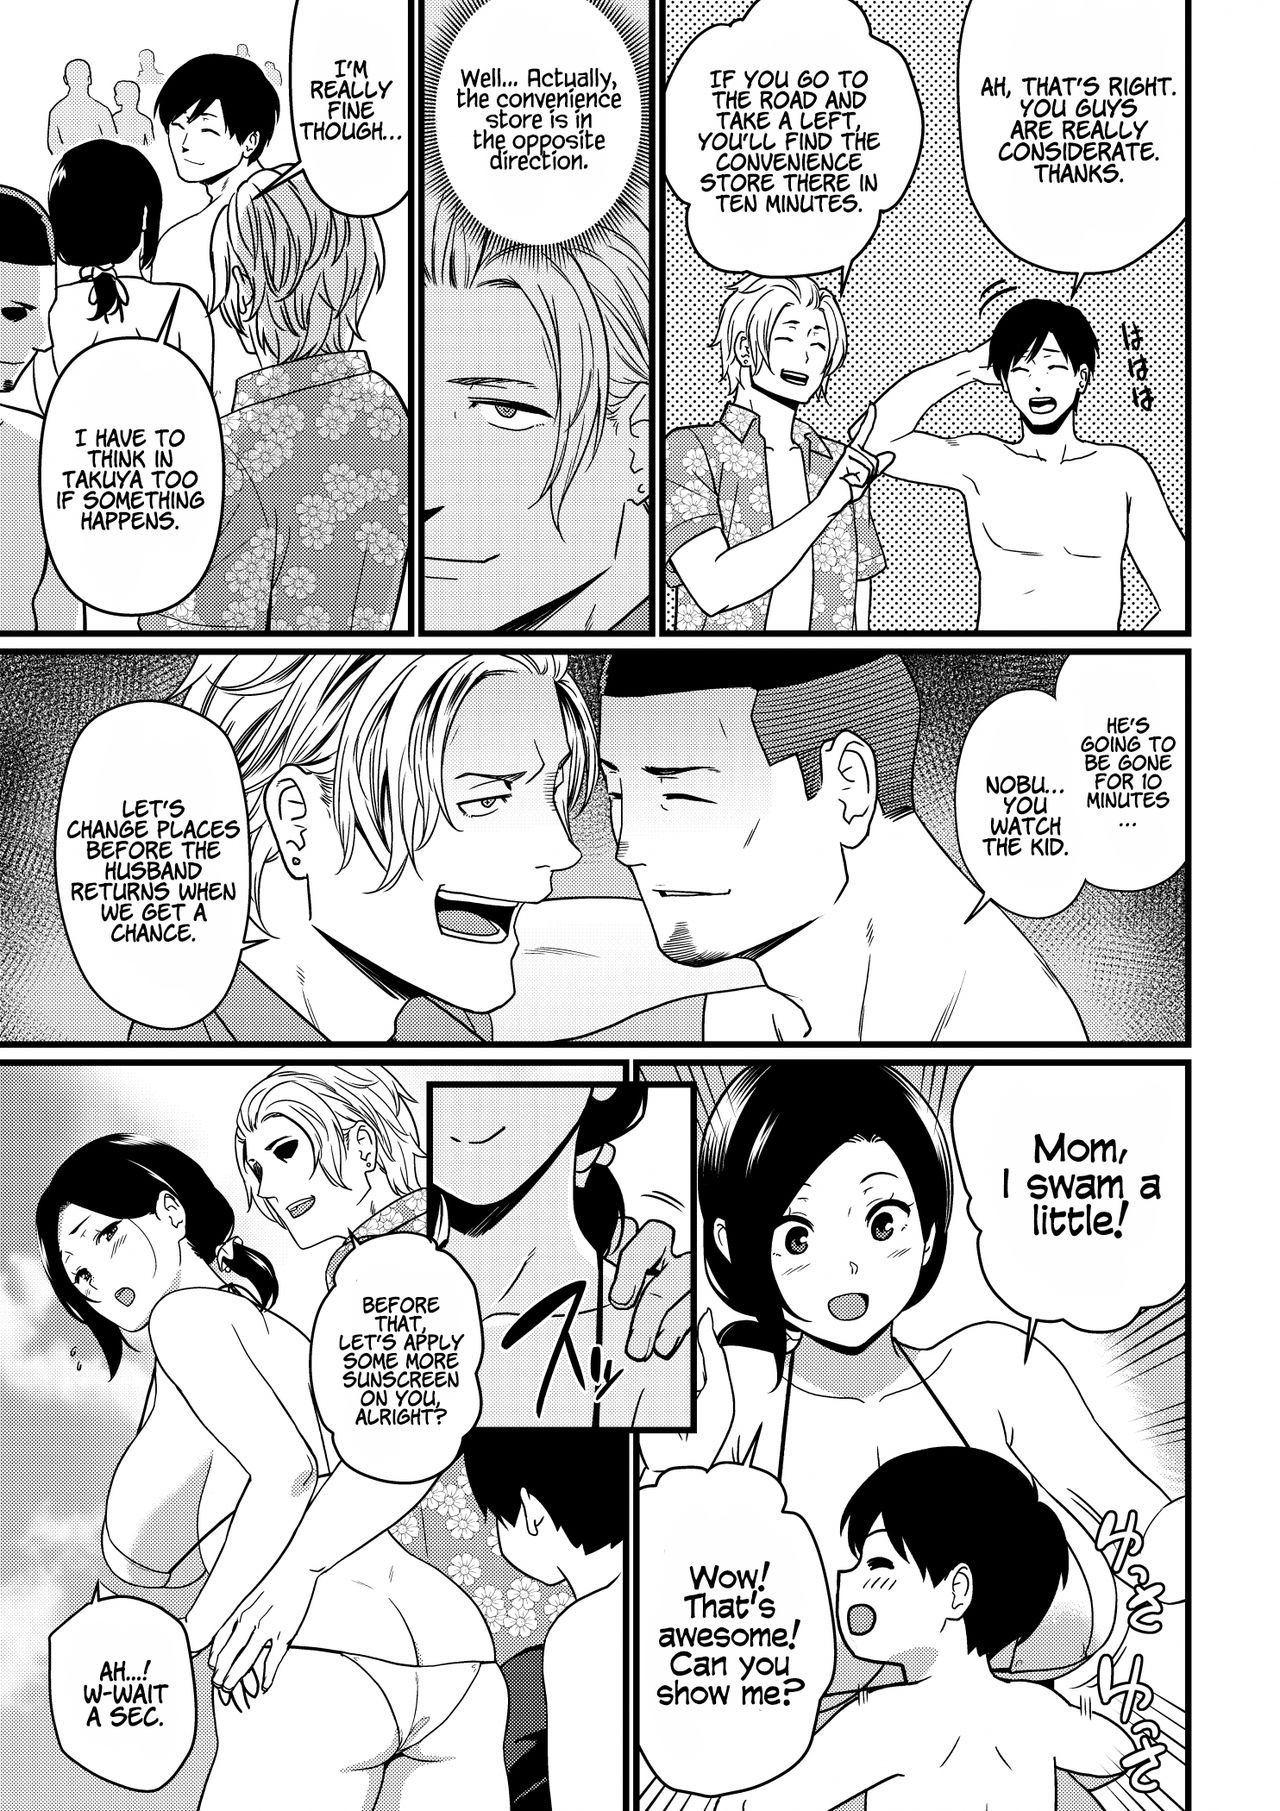 AH, THAT'S RIGHT.
YOU GUYS
ARE REALLY
CONSIDERATE.
THANKS.
IF YOU GO TO
THE ROAD AND
TAKE A LEFT,
YOU'LL FIND THE
CONVENIENCE
STORE THERE IN
TEN MINUTES.
ははは
Well... Actually,
the convenience
store is in
the opposite
direction.
I'M
REALLY
FINE
THOUGH...
I HAVE TO
THINK IN
TAKUYA TOO
IF SOMETHING
HAPPENS.
HE'S
GOING TO
BE GONE
FOR 10
MINUTES
...
NOBU...
YOU
WATCH
THE KID.
LET'S
CHANGE PLACES
BEFORE THE
HUSBAND
RETURNS WHEN
WE GET A
CHANCE.
Mom,
I swam a
little!
Wow!
That's
awesome!
Can you
show me?
ゆっさ
ゆっさ
スッ
BEFORE
THAT,
LET'S APPLY
SOME MORE
SUNSCREEN
ON YOU,
ALRIGHT?
AH...!
W-WAIT
A SEC.